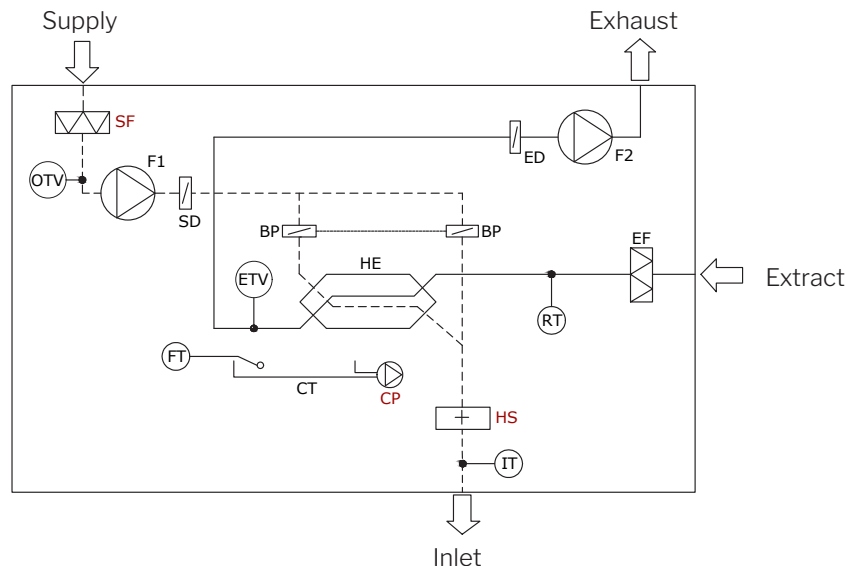 Supply
Exhaust
SF
F1
OTV
SD
ED
F2
BP
BP
EF
HE
ETV
Extract
RT
FT
CT
CP
HS
IT
Inlet